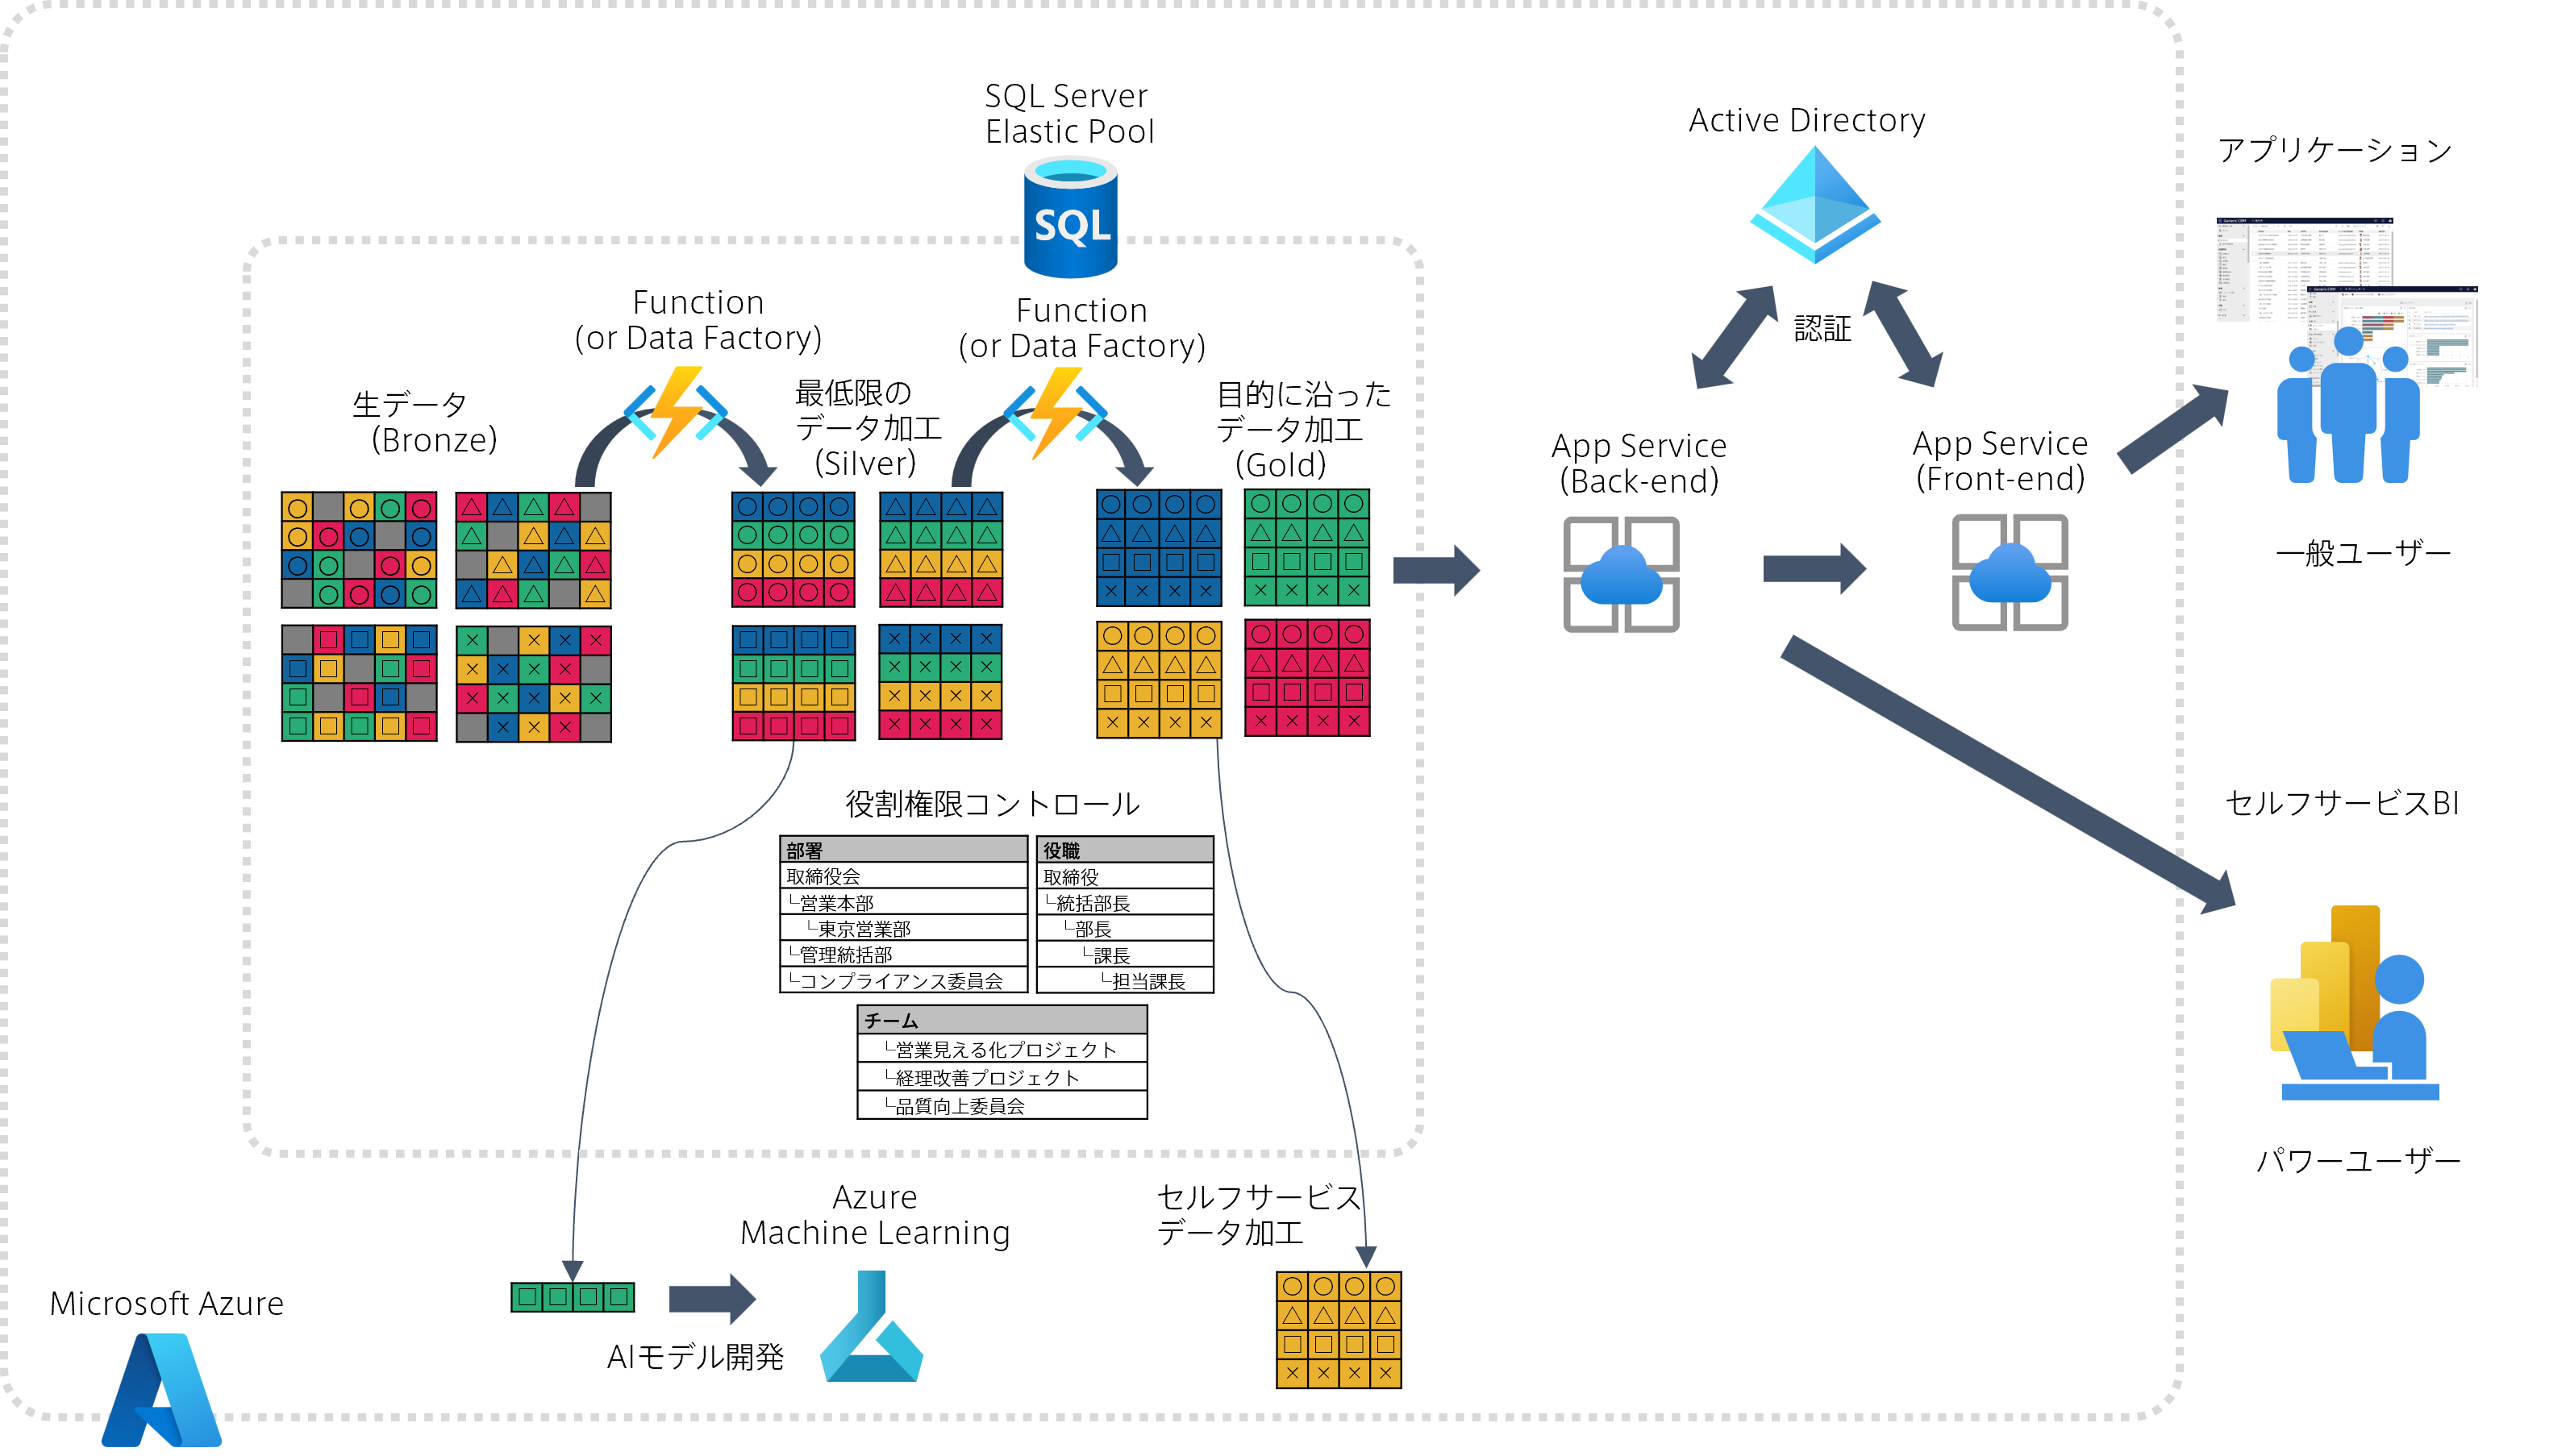 SQL Server
Elastic Pool
SQL
Active Directory
アプリケーション
Function
(or Data Factory)
Function
(or Data Factory)
認証
生データ
(Bronze)
最低限の
データ加工
(Silver)
目的に沿った
データ加工
(Gold)
App Service
(Back-end)
App Service
(Front-end)
一般ユーザー
役割権限コントロール
部署
取締役会
└営業本部
└東京営業部
└管理統括部
└コンプライアンス委員会
役職
取締役
└統括部長
└部長
└課長
└担当課長
チーム
└営業見える化プロジェクト
└経理改善プロジェクト
└品質向上委員会
セルフサービスBI
パワーユーザー
Azure
Machine Learning
セルフサービス
データ加工
AIモデル開発
Microsoft Azure